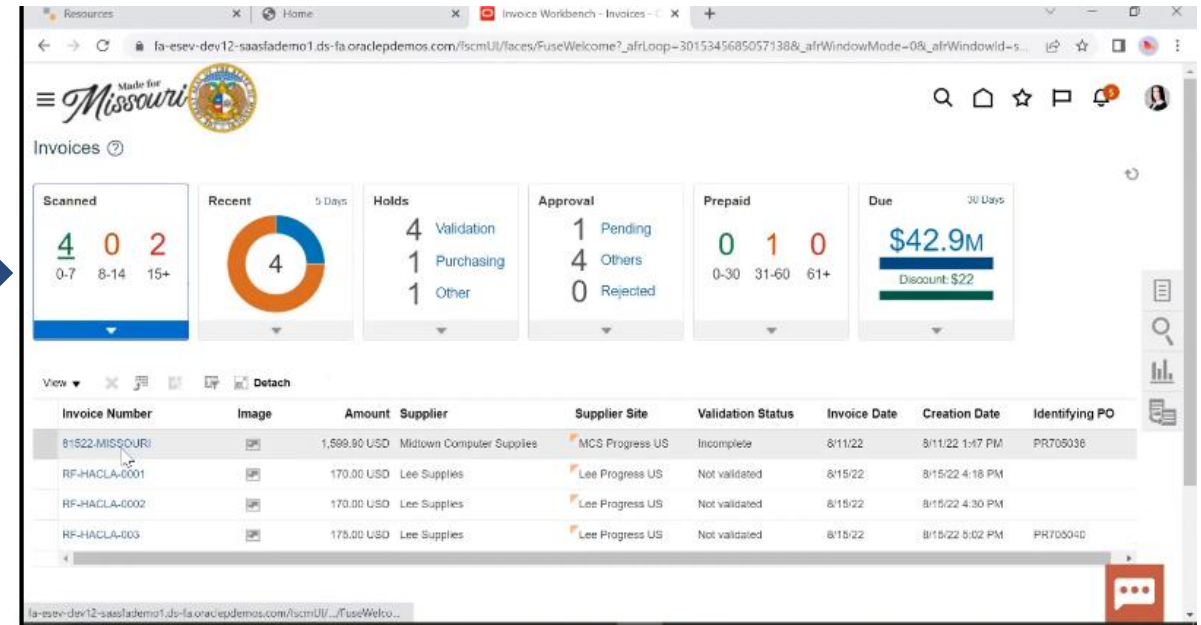 Resources
Home
Invoice Workbench - Invoices - C
fa-esev-dev12-saasfademo1.ds-fa.oraclepdemos.com/fscmUI/faces/FuseWelcome?_afrLoop=30153456850571388&_afrWindowMode=0&_afrWindowId=s...
Made for
Missouri
5
Invoices
Scanned
4 0 2
0-7 8-14 15+
Recent 5 Days
4
Holds
4 Validation
1 Purchasing
1 Other
Approval
1 Pending
4 Others
0 Rejected
Prepaid
0 1 0
0-30 31-60 61+
Due 30 Days
$42.9M
Discount: $22
View Detach
Invoice Number Image Amount Supplier Supplier Site Validation Status Invoice Date Creation Date Identifying PO
81522-MISSOURI 1,599.90 USD Midtown Computer Supplies MCS Progress US Incomplete 8/11/22 8/11/22 1:47 PM PR705036
RF-HACLA-0001 170.00 USD Lee Supplies Lee Progress US Not validated 8/15/22 8/15/22 4:18 PM
RF-HACLA-0002 170.00 USD Lee Supplies Lee Progress US Not validated 8/15/22 8/15/22 4:30 PM
RF-HACLA-003 175.00 USD Lee Supplies Lee Progress US Not validated 8/15/22 8/15/22 5:02 PM PR705040
fa-esev-dev12-saasfademo1.ds-fa.oraclepdemos.com/fscmUI/.../FuseWelco...